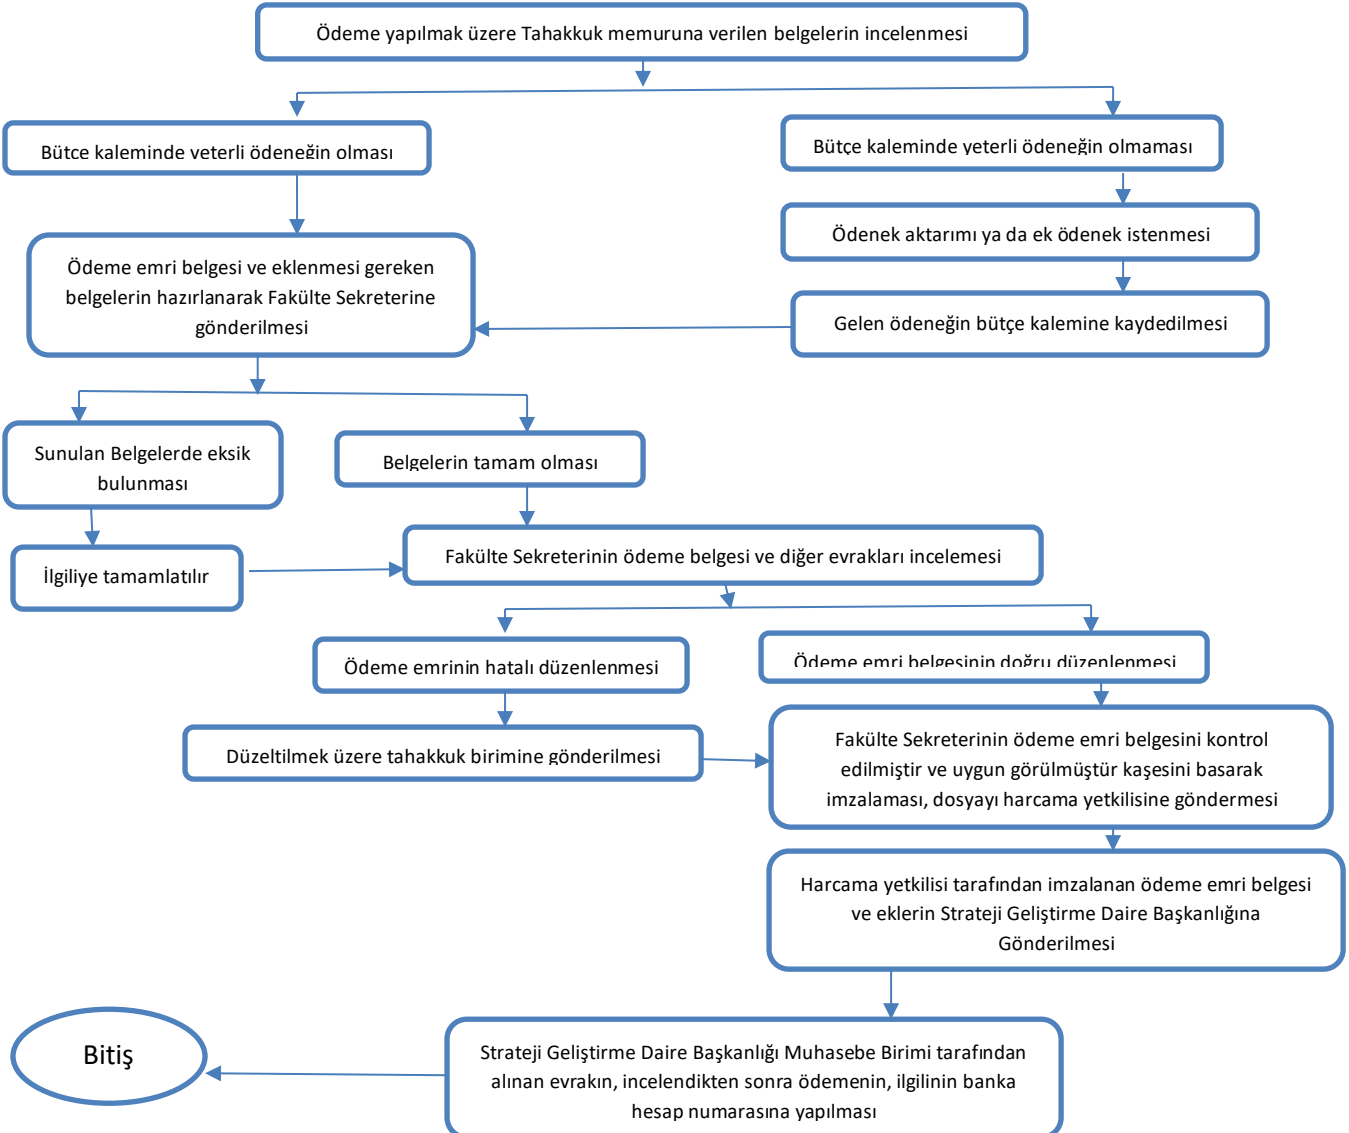 Ödeme yapılmak üzere Tahakkuk memuruna verilen belgelerin incelenmesi
Bütçe kaleminde yeterli ödeneğin olması
Bütçe kaleminde yeterli ödeneğin olmaması
Ödenek aktarımı ya da ek ödenek istenmesi
Ödeme emri belgesi ve eklenmesi gereken
belgelerin hazırlanarak Fakülte Sekreterine
gönderilmesi
Gelen ödeneğin bütçe kalemine kaydedilmesi
Sunulan Belgelerde eksik
bulunması
Belgelerin tamam olması
İlgiliye tamamlatılır
Fakülte Sekreterinin ödeme belgesi ve diğer evrakları incelemesi
Ödeme emrinin hatalı düzenlenmesi
Ödeme emri belgesinin doğru düzenlenmesi
Düzeltilmek üzere tahakkuk birimine gönderilmesi
Fakülte Sekreterinin ödeme emri belgesini kontrol
edilmiştir ve uygun görülmüştür kaşesini basarak
imzalaması, dosyayı harcama yetkilisine göndermesi
Harcama yetkilisi tarafından imzalanan ödeme emri belgesi
ve eklerin Strateji Geliştirme Daire Başkanlığına
Gönderilmesi
Bitiş
Strateji Geliştirme Daire Başkanlığı Muhasebe Birimi tarafından
alınan evrakın, incelendikten sonra ödemenin, ilgilinin banka
hesap numarasına yapılması